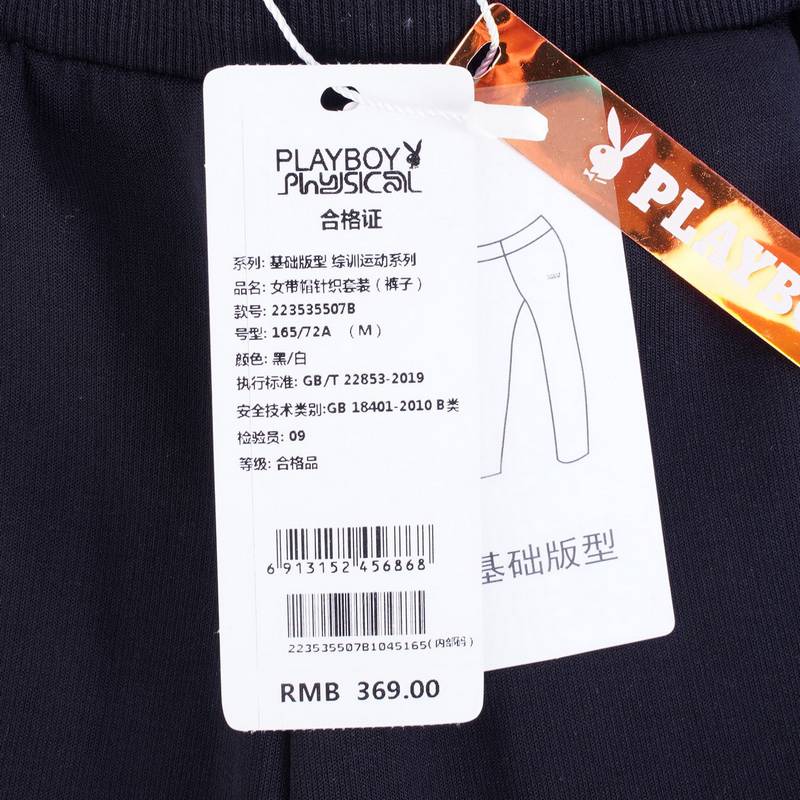 PLAYBOY
PhySICAL
合格证
系列: 基础版型 综训运动系列
品名: 女带帽针织套装（裤子）
款号: 223535507B
号型: 165/72A （M）
颜色: 黑/白
执行标准: GB/T 22853-2019
安全技术类别:GB 18401-2010 B类
检验员: 09
等级: 合格品
6 913152 456868
223535507B1045165(内部码)
RMB 369.00
PLAYB
基础版型